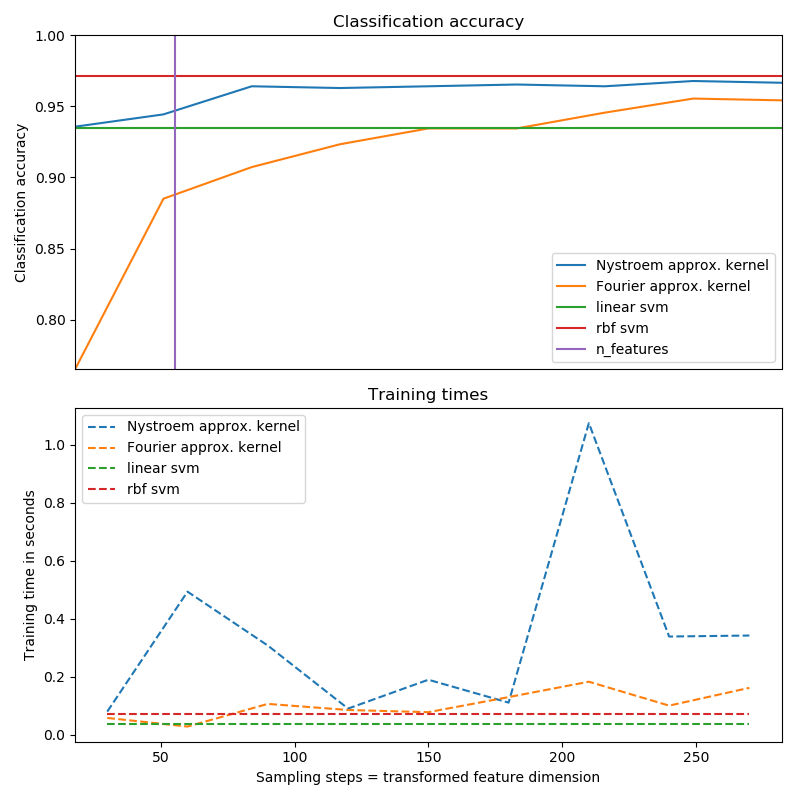 Classification accuracy
1.00
0.95
0.90
0.85
0.80
Classification accuracy
Nystroem approx. kernel
Fourier approx. kernel
linear svm
rbf svm
n_features
Training times
Nystroem approx. kernel
Fourier approx. kernel
linear svm
rbf svm
1.0
0.8
0.6
0.4
0.2
0.0
Training time in seconds
50
100
150
200
250
Sampling steps = transformed feature dimension